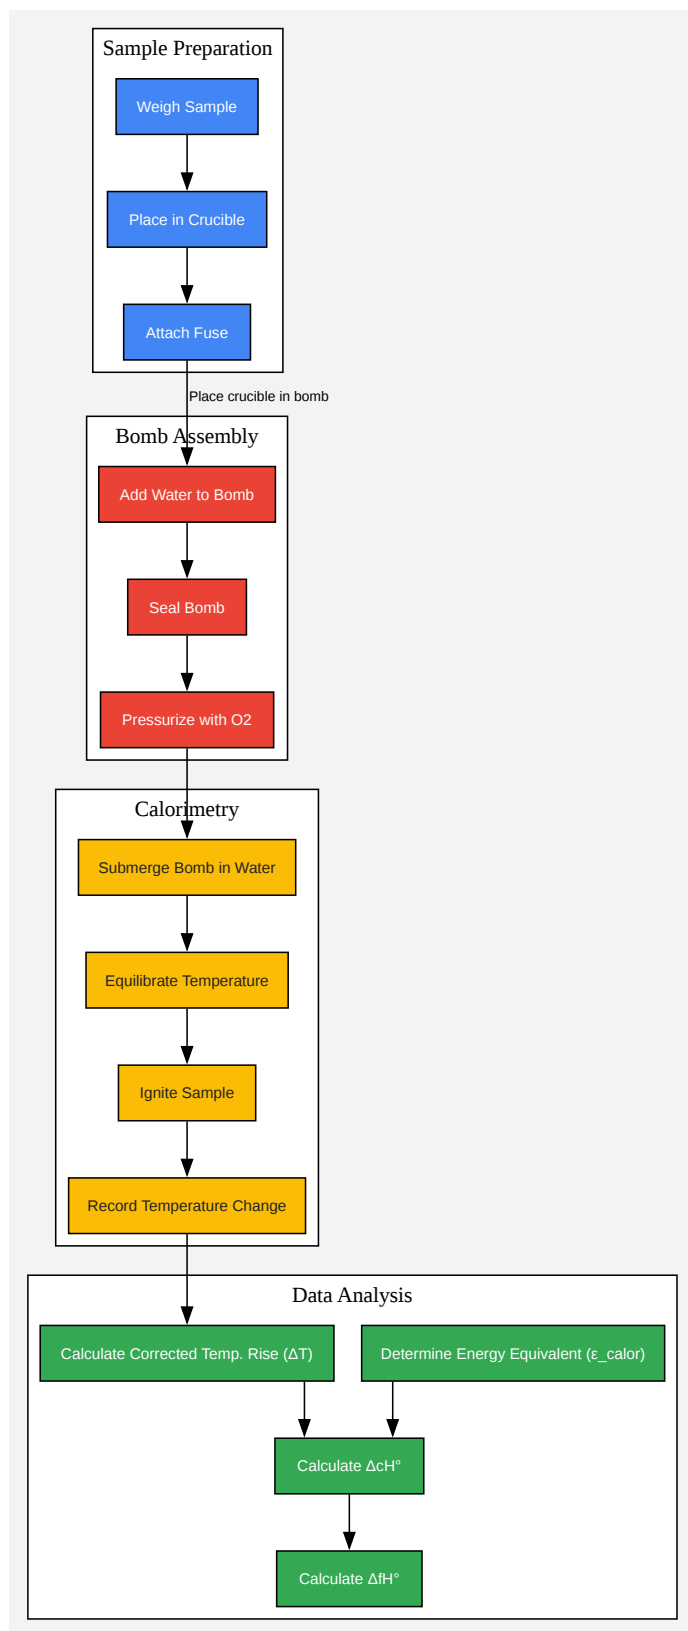 Sample Preparation
Weigh Sample
Place in Crucible
Attach Fuse
Place crucible in bomb
Bomb Assembly
Add Water to Bomb
Seal Bomb
Pressurize with O2
Calorimetry
Submerge Bomb in Water
Equilibrate Temperature
Ignite Sample
Record Temperature Change
Data Analysis
Calculate Corrected Temp. Rise (ΔT)
Determine Energy Equivalent (ε_calor)
Calculate ΔcH°
Calculate ΔfH°